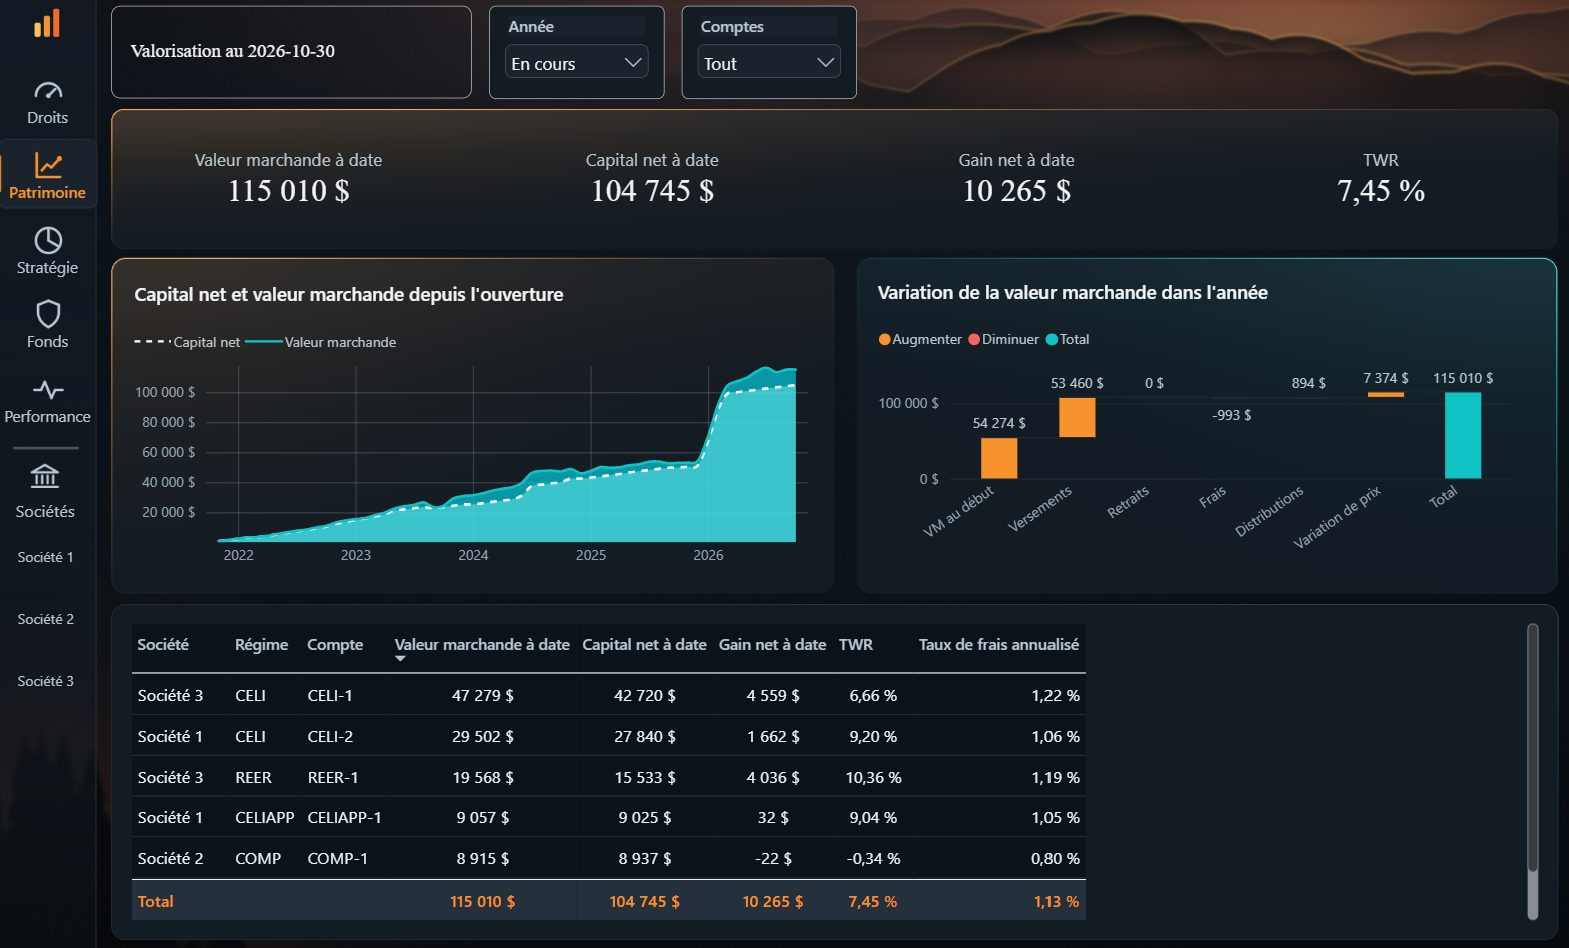 Valorisation au 2026-10-30
Année
En cours
Comptes
Tout
Droits
Patrimoine
Stratégie
Fonds
Performance
Sociétés
Société 1
Société 2
Société 3
Valeur marchande à date
115 010 $
Capital net à date
104 745 $
Gain net à date
10 265 $
TWR
7,45 %
Capital net et valeur marchande depuis l'ouverture
Capital net Valeur marchande
100 000 $
80 000 $
60 000 $
40 000 $
20 000 $
2022 2023 2024 2025 2026
Variation de la valeur marchande dans l'année
Augmenter Diminuer Total
100 000 $
0 $
54 274 $
53 460 $
0 $
-993 $
894 $
7 374 $
115 010 $
VM au début
Versements
Retraits
Frais
Distributions
Variation de prix
Total
Société Régime Compte Valeur marchande à date Capital net à date Gain net à date TWR Taux de frais annualisé
Société 3 CELI CELI-1 47 279 $ 42 720 $ 4 559 $ 6,66 % 1,22 %
Société 1 CELI CELI-2 29 502 $ 27 840 $ 1 662 $ 9,20 % 1,06 %
Société 3 REER REER-1 19 568 $ 15 533 $ 4 036 $ 10,36 % 1,19 %
Société 1 CELIAPP CELIAPP-1 9 057 $ 9 025 $ 32 $ 9,04 % 1,05 %
Société 2 COMP COMP-1 8 915 $ 8 937 $ -22 $ -0,34 % 0,80 %
Total 115 010 $ 104 745 $ 10 265 $ 7,45 % 1,13 %